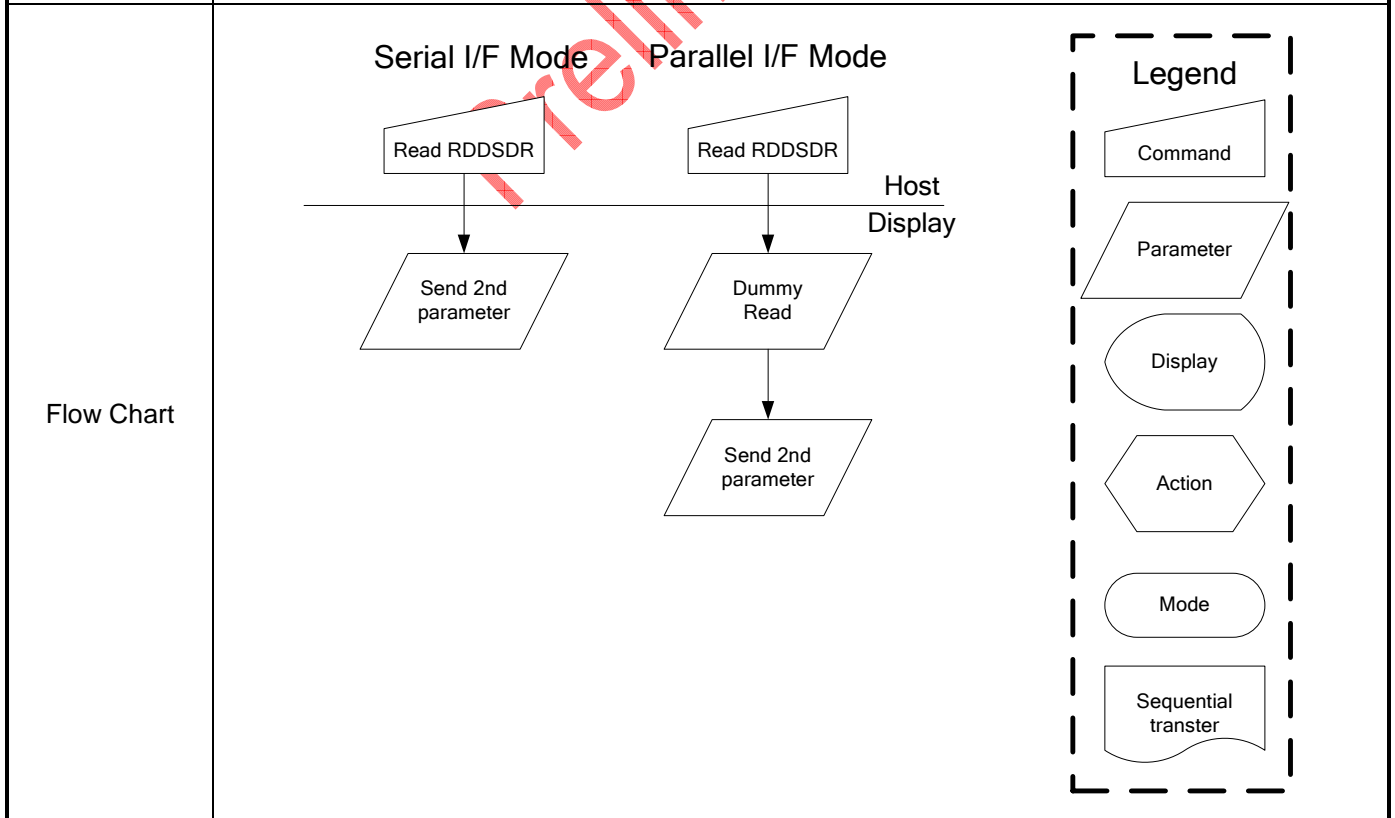 Serial I/F Mode
Parallel I/F Mode
Read RDDSDR
Read RDDSDR
Host
Display
Send 2nd
parameter
Dummy
Read
Send 2nd
parameter
Flow Chart
Legend
Command
Parameter
Display
Action
Mode
Sequential
transter